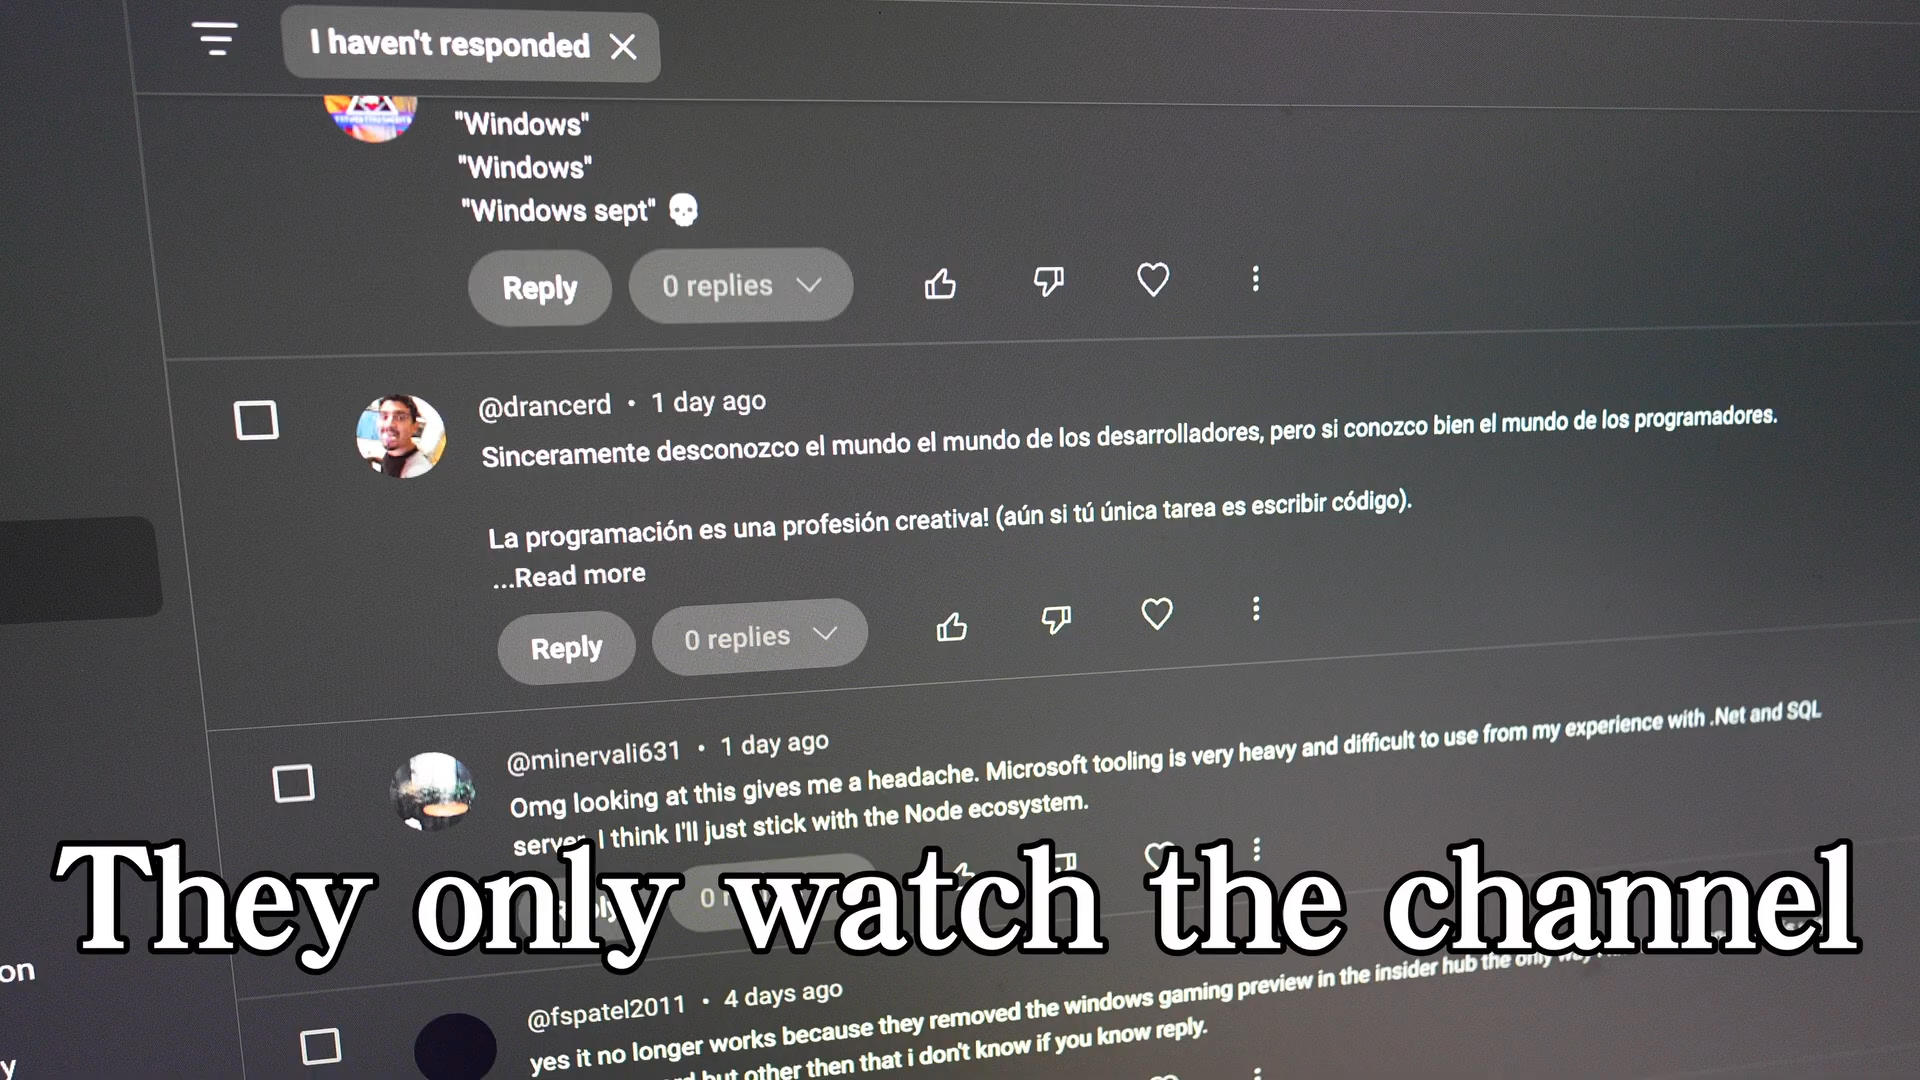 I haven't responded
"Windows"
"Windows"
"Windows sept" 💀
Reply
0 replies
@drancerd • 1 day ago
Sinceramente desconozco el mundo el mundo de los desarrolladores, pero si conozco bien el mundo de los programadores.
La programación es una profesión creativa! (aún si tú única tarea es escribir código).
...Read more
Reply
0 replies
@minervali631 • 1 day ago
Omg looking at this gives me a headache. Microsoft tooling is very heavy and difficult to use from my experience with .Net and SQL
server. I think I'll just stick with the Node ecosystem.
They only watch the channel
on
@fspatel2011 • 4 days ago
yes it no longer works because they removed the windows gaming preview in the insider hub the only
but other then that i don't know if you know reply.
y